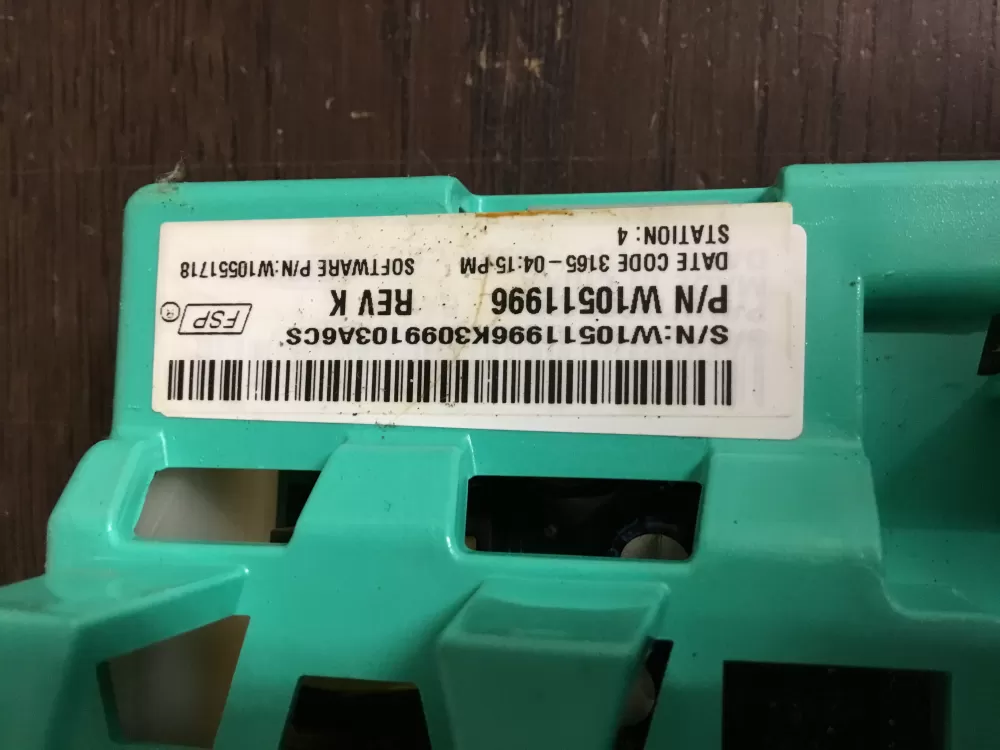 S/N:W10511996K3099103A6CS
P/N W10511996 REV K
FSP ®
DATE CODE 3165-04:15 PM SOFTWARE P/N:W10551718
STATION: 4